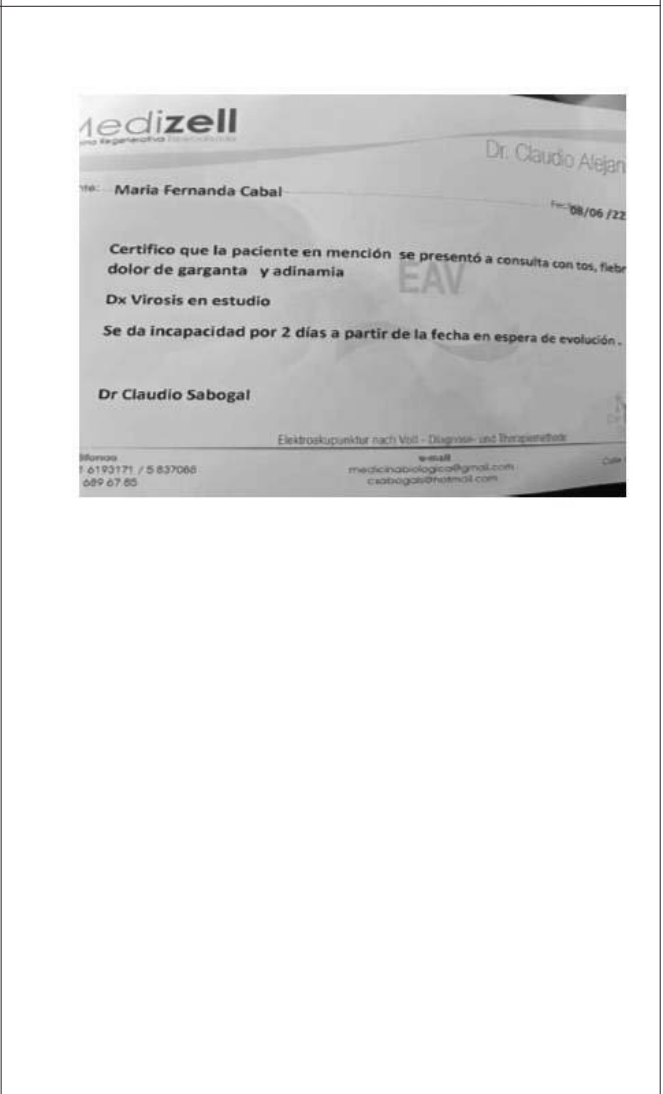 Medizell
Dr. Claudio Alejan
Maria Fernanda Cabal
08/06 /22
Certifico que la paciente en mención se presentó a consulta con tos, fiebr
dolor de garganta y adinamia
EAV
Dx Virosis en estudio
Se da incapacidad por 2 días a partir de la fecha en espera de evolución .
Dr Claudio Sabogal
Elektroakupunktur nach Voll - Diagnose- und Therapiemethode
e-mail
6193171 / 5 837068
medicinabiologica@gmail.com
689 67 85
csabogals@hotmail.com